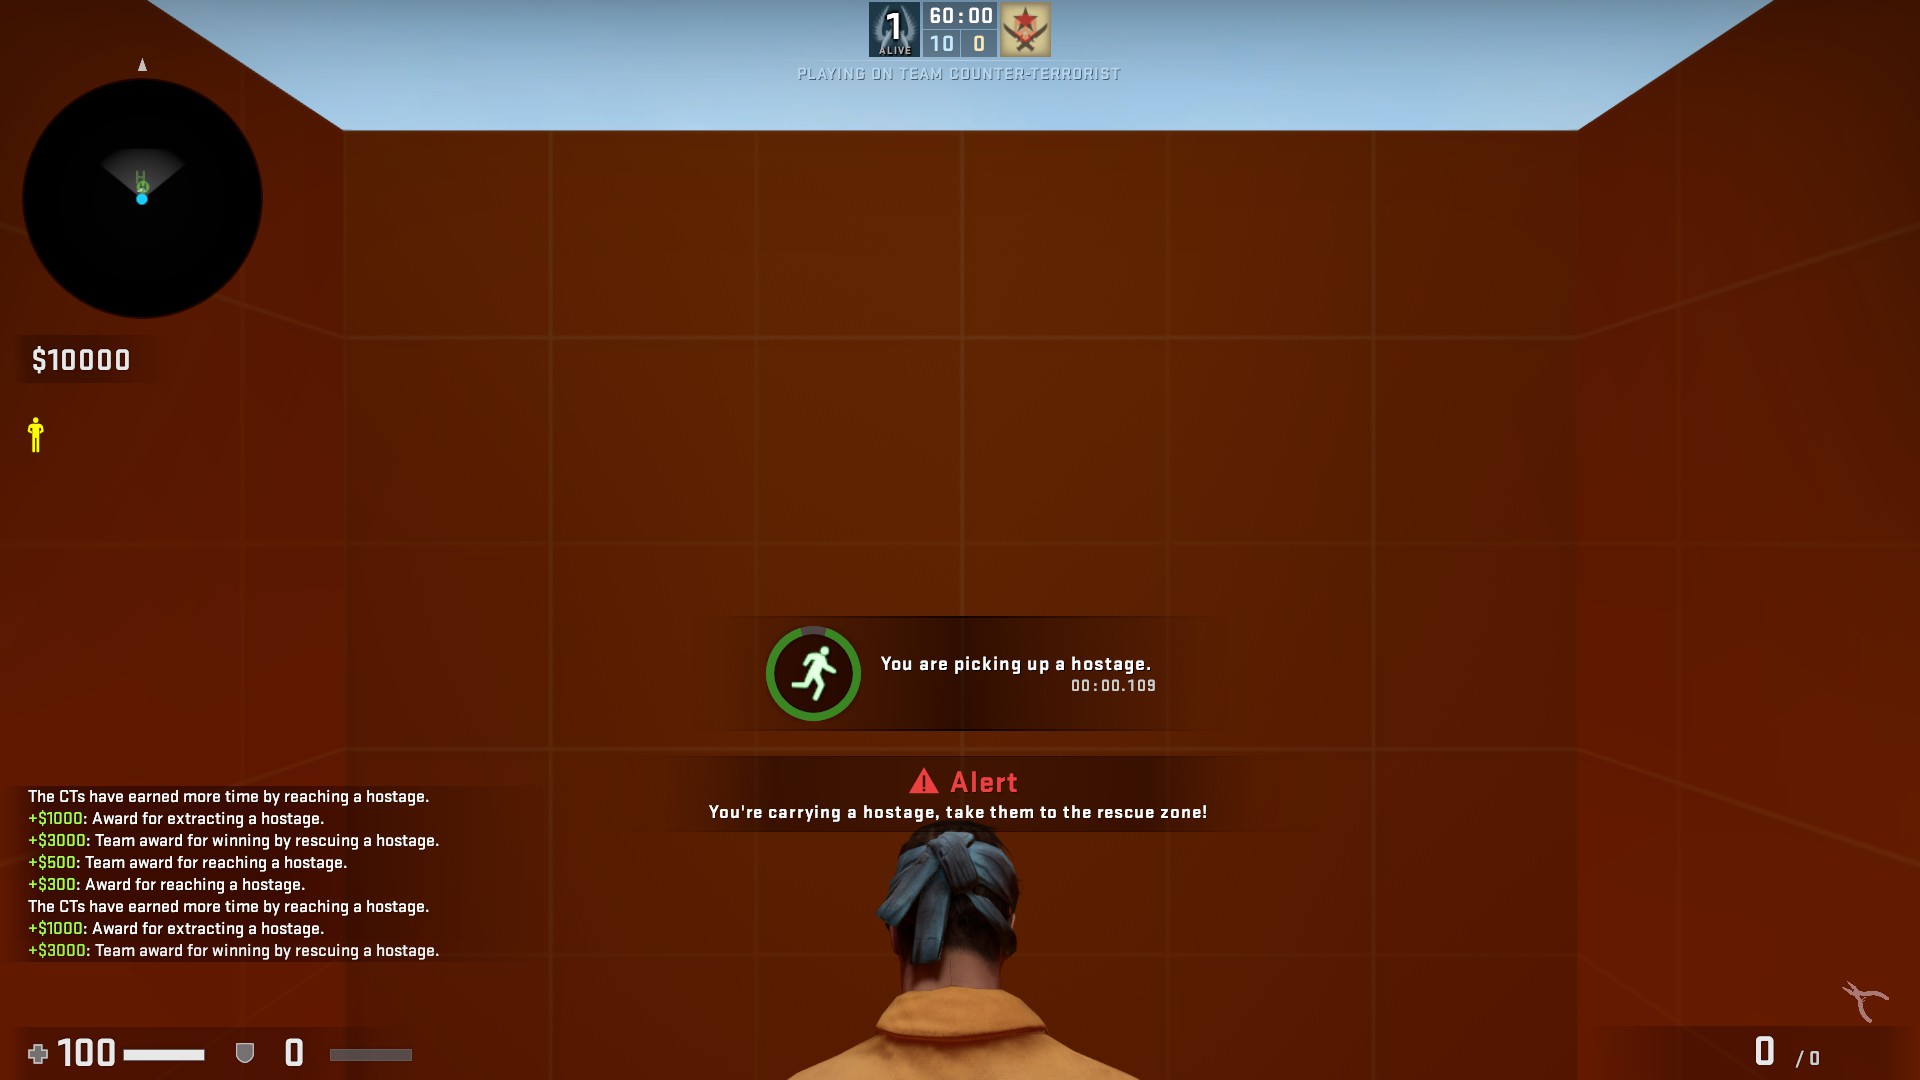 1
ALIVE
60:00
10 0
PLAYING ON TEAM COUNTER-TERRORIST
H
$10000
You are picking up a hostage.
00:00.109
Alert
You're carrying a hostage, take them to the rescue zone!
The CTs have earned more time by reaching a hostage.
+$1000: Award for extracting a hostage.
+$3000: Team award for winning by rescuing a hostage.
+$500: Team award for reaching a hostage.
+$300: Award for reaching a hostage.
The CTs have earned more time by reaching a hostage.
+$1000: Award for extracting a hostage.
+$3000: Team award for winning by rescuing a hostage.
100 0
0 / 0